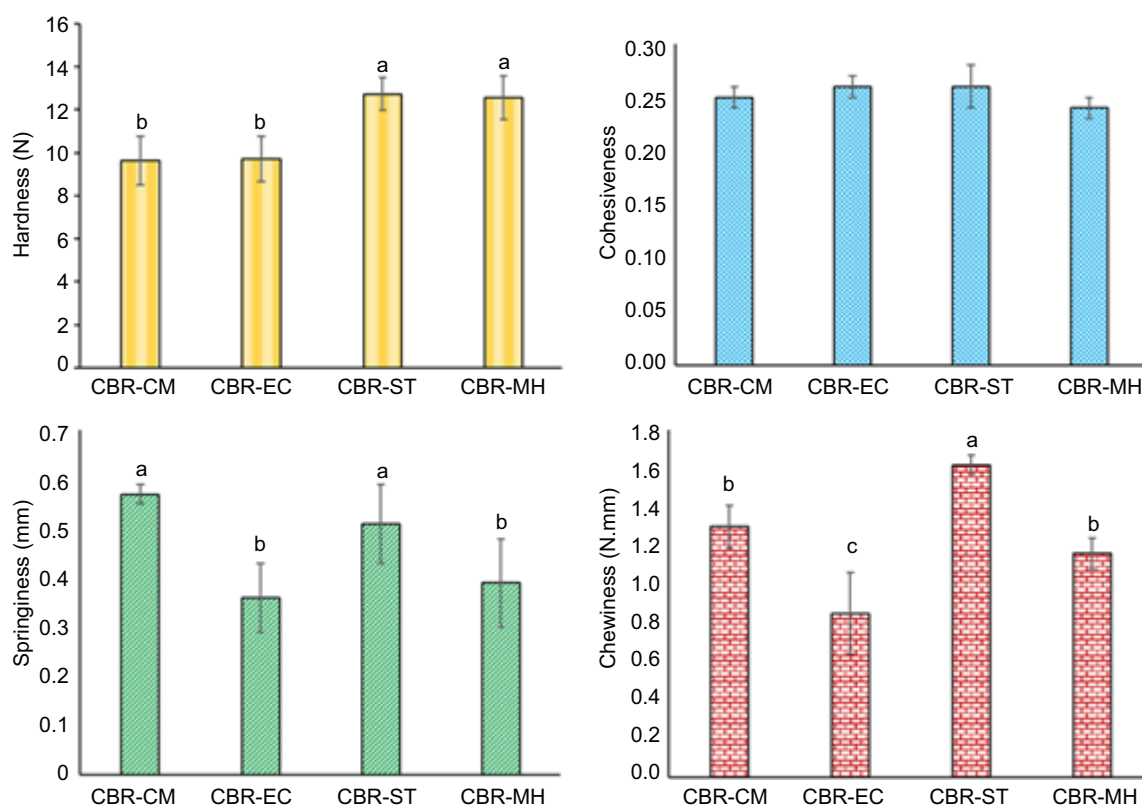 16
14
12
10
8
6
4
2
0
Hardness (N)
b
b
a
a
CBR-CM
CBR-EC
CBR-ST
CBR-MH
0.30
0.25
0.20
0.15
0.10
0.05
0.00
Cohesiveness
CBR-CM
CBR-EC
CBR-ST
CBR-MH
0.7
0.6
0.5
0.4
0.3
0.2
0.1
0
Springiness (mm)
a
b
a
b
CBR-CM
CBR-EC
CBR-ST
CBR-MH
1.8
1.6
1.4
1.2
1.0
0.8
0.6
0.4
0.2
0.0
Chewiness (N.mm)
b
c
a
b
CBR-CM
CBR-EC
CBR-ST
CBR-MH